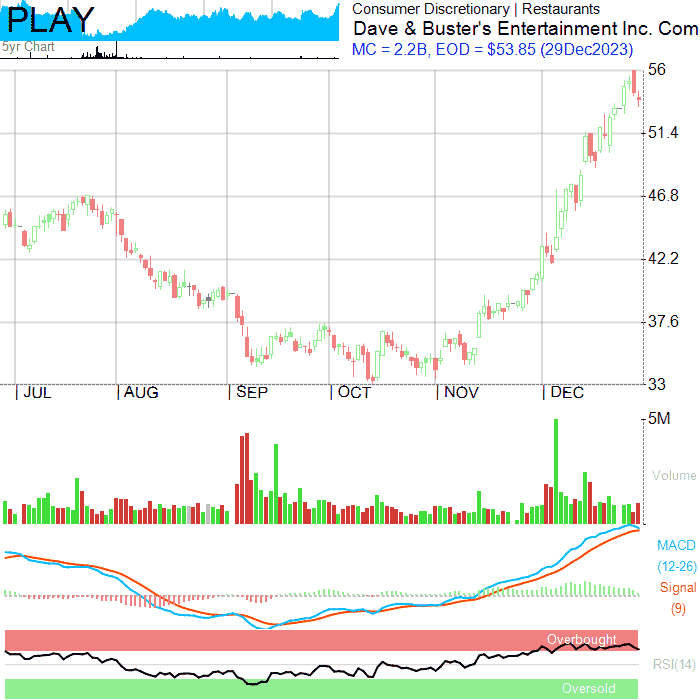 PLAY
5yr Chart
Consumer Discretionary | Restaurants
Dave & Buster's Entertainment Inc. Com
MC = 2.2B, EOD = $53.85 (29Dec2023)
56
51.4
46.8
42.2
37.6
33
JUL AUG SEP OCT NOV DEC
5M
Volume
MACD
(12-26)
Signal
(9)
Overbought
RSI(14)
Oversold